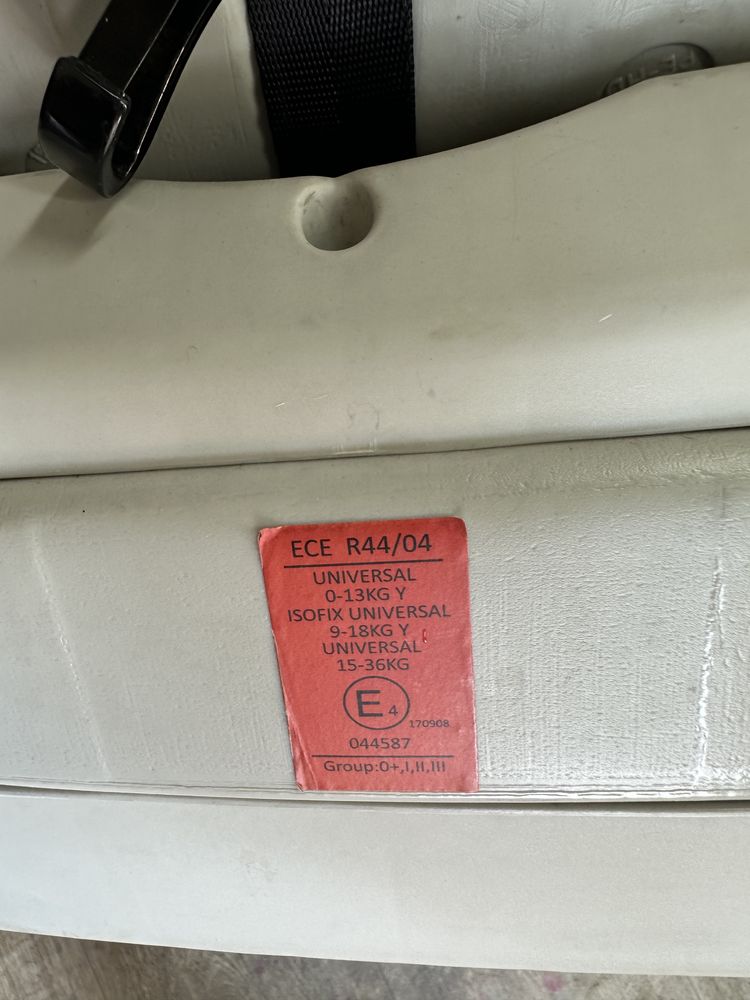 ECE R44/04
UNIVERSAL
0-13KG Y
ISOFIX UNIVERSAL
9-18KG Y
UNIVERSAL
15-36KG
E 4
170908
044587
Group:0+,I,II,III